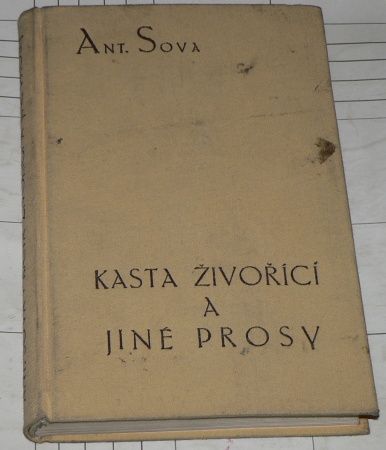 ANT. SOVA
KASTA ŽIVOŘÍCÍ
A
JINÉ PROSY